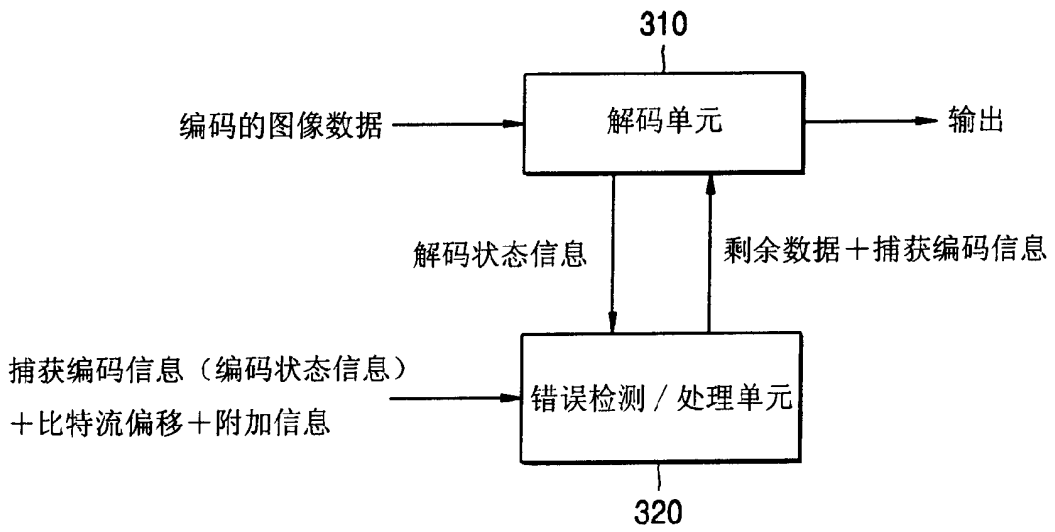 310
编码的图像数据
解码单元
输出
解码状态信息
剩余数据+捕获编码信息
捕获编码信息(编码状态信息)
+比特流偏移+附加信息
错误检测/处理单元
320